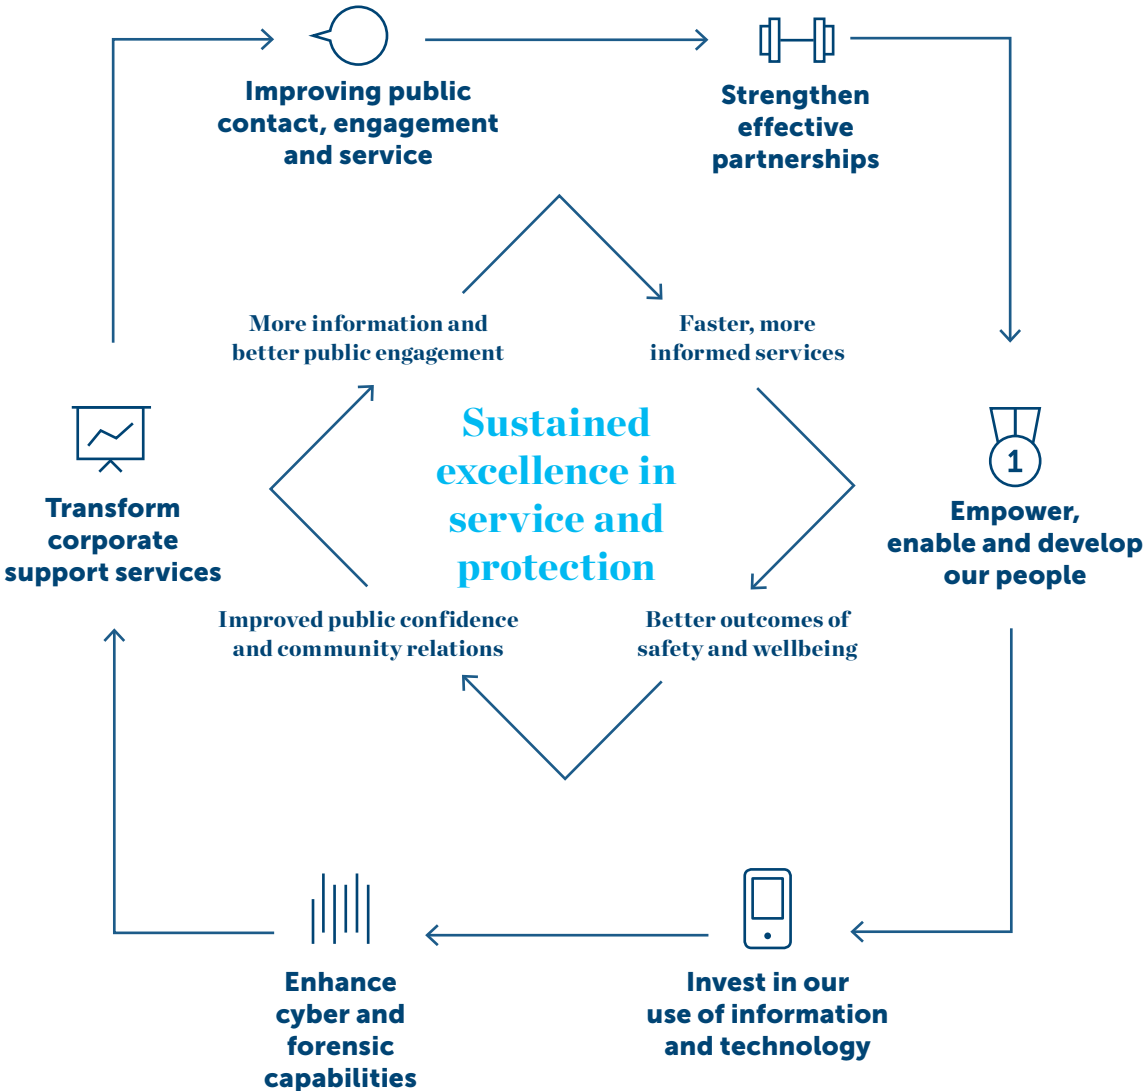 Improving public
contact, engagement
and service
Strengthen
effective
partnerships
More information and
better public engagement
Faster, more
informed services
Sustained
excellence in
service and
protection
Transform
corporate
support services
1
Empower,
enable and develop
our people
Improved public confidence
and community relations
Better outcomes of
safety and wellbeing
Enhance
cyber and
forensic
capabilities
Invest in our
use of information
and technology